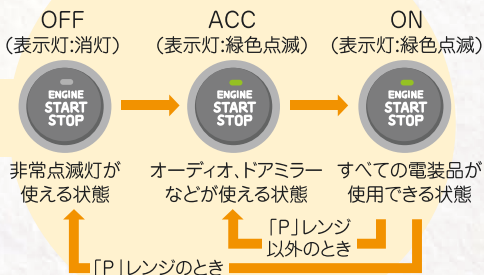 OFF
(表示灯:消灯)
ENGINE
START
STOP
非常点滅灯が
使える状態
ACC
(表示灯:緑色点滅)
ENGINE
START
STOP
オーディオ、ドアミラー
などが使える状態
ON
(表示灯:緑色点滅)
ENGINE
START
STOP
すべての電装品が
使用できる状態
「P」レンジ
以外のとき
「P」レンジのとき